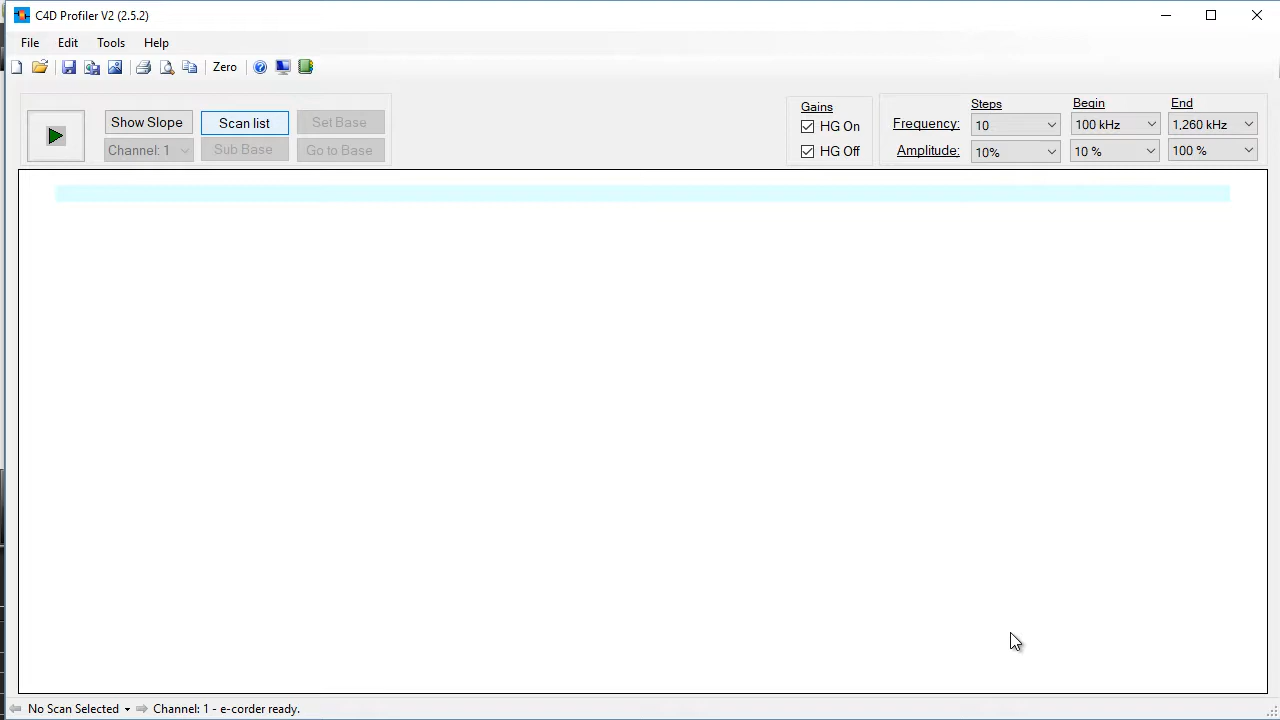 C4D Profiler V2 (2.5.2)
File Edit Tools Help
Zero
Show Slope Scan list Set Base
Channel: 1 Sub Base Go to Base
Gains
HG On
HG Off
Steps Begin End
Frequency: 10 100 kHz 1,260 kHz
Amplitude: 10% 10 % 100 %
No Scan Selected Channel: 1 - e-corder ready.